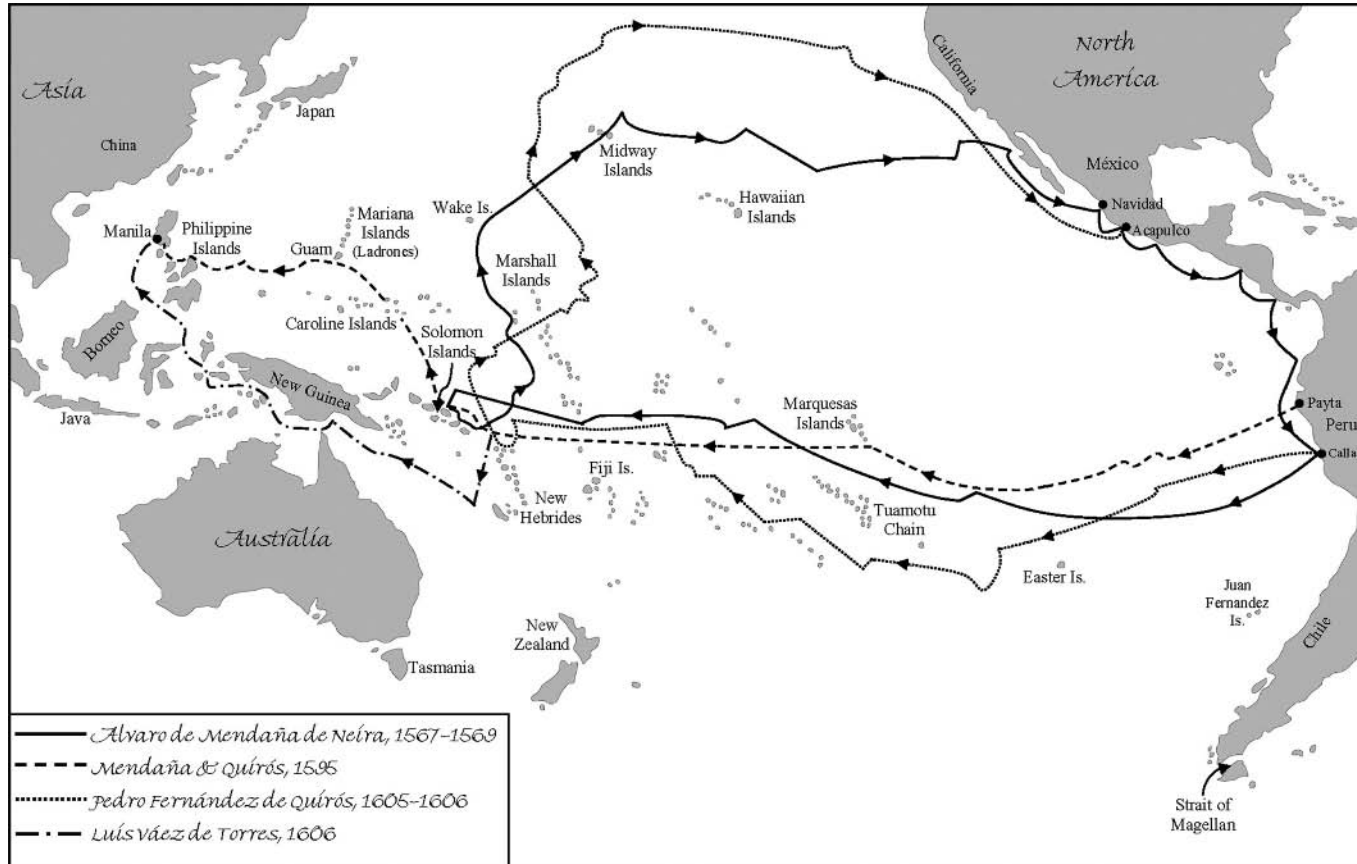 North
America
California
Asia
Japan
China
Midway
Islands
México
Hawaiian
Islands
Navidad
Wake Is.
Acapulco
Mariana
Islands
(Ladrones)
Manila
Philippine
Islands
Guam
Marshall
Islands
Caroline Islands
Solomon
Islands
Borneo
New Guinea
Java
Marquesas
Islands
Payta
Peru
Calla
Fiji Is.
New
Hebrides
Tuamotu
Chain
Australia
Easter Is.
Juan
Fernandez
Is.
New
Zealand
Chile
Tasmania
Strait of
Magellan
Álvaro de Mendaña de Neira, 1567–1569
Mendaña & Quirós, 1595
Pedro Fernández de Quirós, 1605–1606
Luis Váez de Torres, 1606